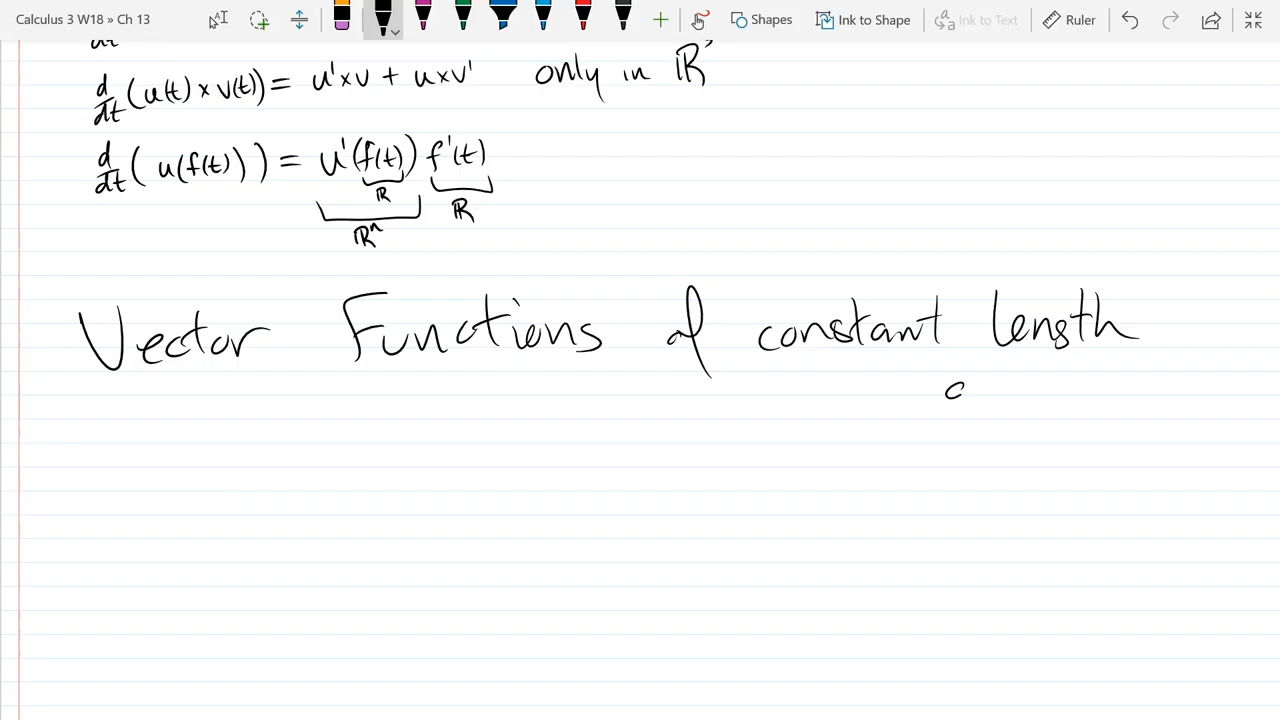 Calculus 3 W18 » Ch 13 Shapes Ink to Shape Ink to Text Ruler
dt
d/dt (u(t) × v(t)) = u' × v + u × v' only in ℝ³
d/dt (u(f(t))) = u'(f(t)) f'(t)
ℝ ℝ
ℝⁿ
Vector Functions of constant length
c